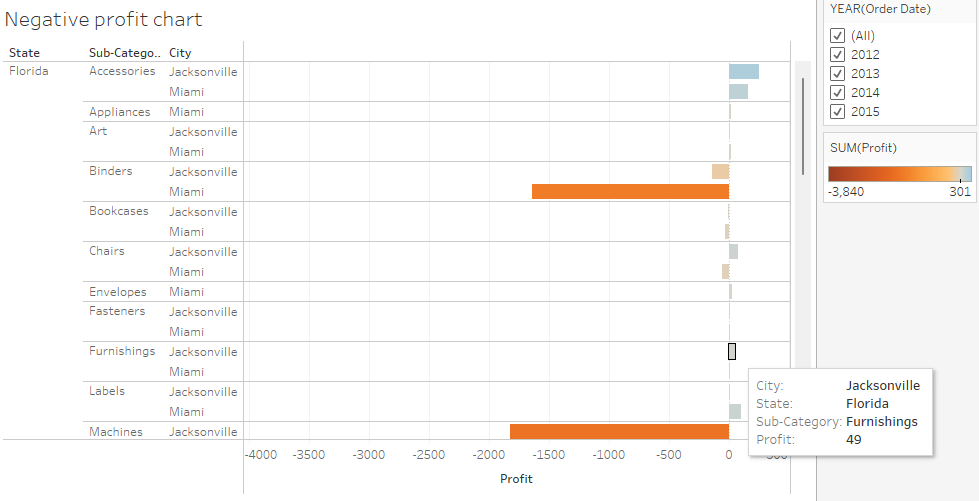 Negative profit chart
State Sub-Catego.. City
Florida Accessories Jacksonville
Miami
Appliances Miami
Art Jacksonville
Miami
Binders Jacksonville
Miami
Bookcases Jacksonville
Miami
Chairs Jacksonville
Miami
Envelopes Miami
Fasteners Jacksonville
Miami
Furnishings Jacksonville
Miami
Labels Jacksonville
Miami
Machines Jacksonville
-4000 -3500 -3000 -2500 -2000 -1500 -1000 -500 0 500
Profit
City: Jacksonville
State: Florida
Sub-Category: Furnishings
Profit: 49
YEAR(Order Date)
(All)
2012
2013
2014
2015
SUM(Profit)
-3,840 301